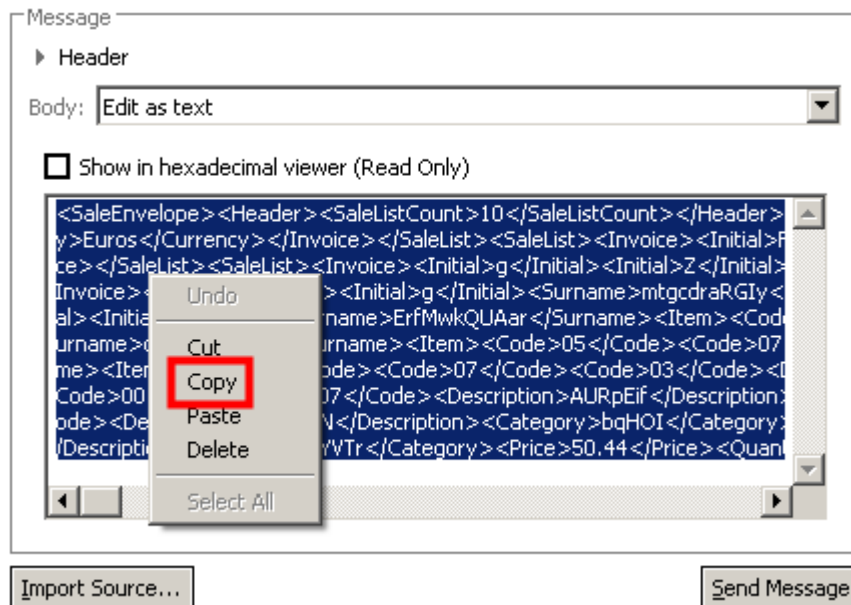 Message
Header
Body: Edit as text
Show in hexadecimal viewer (Read Only)
<SaleEnvelope><Header><SaleListCount>10</SaleListCount></Header>
y>Euros</Currency></Invoice></SaleList><SaleList><Invoice><Initial>
ce></SaleList><SaleList><Invoice><Initial>g</Initial><Initial>Z</Initial>
Invoice>< ><Initial>g</Initial><Surname>mtgcdraRGIy<
al><Initia rname>ErfMwkQUAar</Surname><Item><Cod
urname> urname><Item><Code>05</Code><Code>07
me><Ite ode><Code>07</Code><Code>03</Code><
Code>00 07</Code><Description>AURpEif</Description>
ode><De N</Description><Category>bqHOI</Category>
/Descripti VTr</Category><Price>50.44</Price><Quant
Undo
Cut
Copy
Paste
Delete
Select All
Import Source...
Send Message